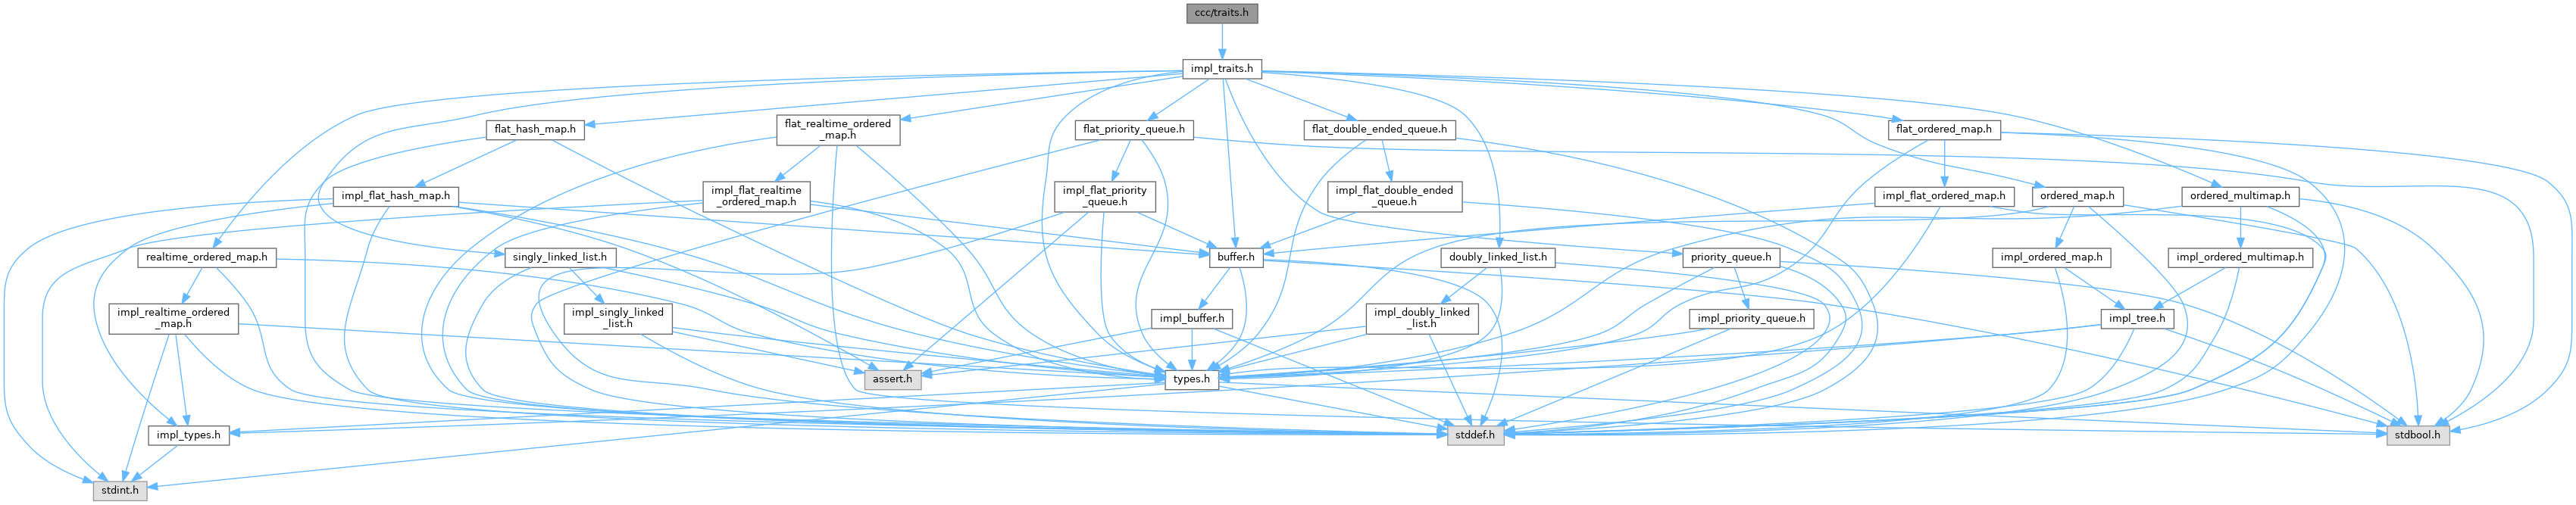 ccc/traits.h
impl_traits.h
flat_hash_map.h
flat_realtime_ordered
_map.h
flat_priority_queue.h
flat_double_ended_queue.h
flat_ordered_map.h
impl_flat_hash_map.h
impl_flat_realtime
_ordered_map.h
impl_flat_priority
_queue.h
impl_flat_double_ended
_queue.h
impl_flat_ordered_map.h
ordered_map.h
ordered_multimap.h
realtime_ordered_map.h
singly_linked_list.h
buffer.h
doubly_linked_list.h
priority_queue.h
impl_ordered_map.h
impl_ordered_multimap.h
impl_realtime_ordered
_map.h
impl_singly_linked
_list.h
impl_buffer.h
impl_doubly_linked
_list.h
impl_priority_queue.h
impl_tree.h
assert.h
types.h
impl_types.h
stddef.h
stdbool.h
stdint.h